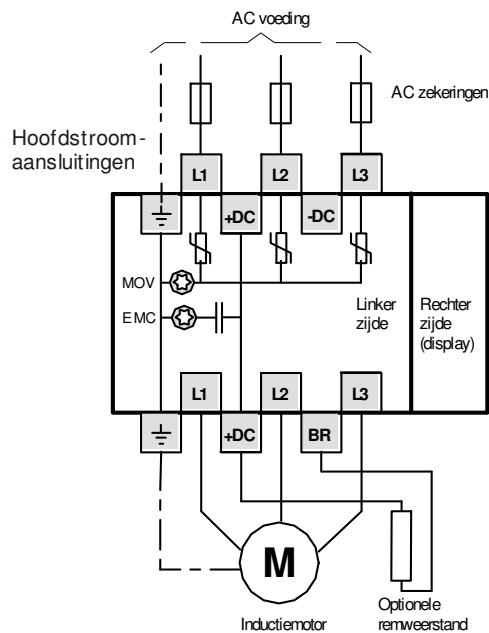 AC voeding
AC zekeringen
Hoofdstroom-
aansluitingen
L1 L2 L3
+DC -DC
MOV
EMC
Linker
zijde
Rechter
zijde
(display)
L1 L2 L3
+DC BR
M
Inductiemotor
Optionele
remweerstand